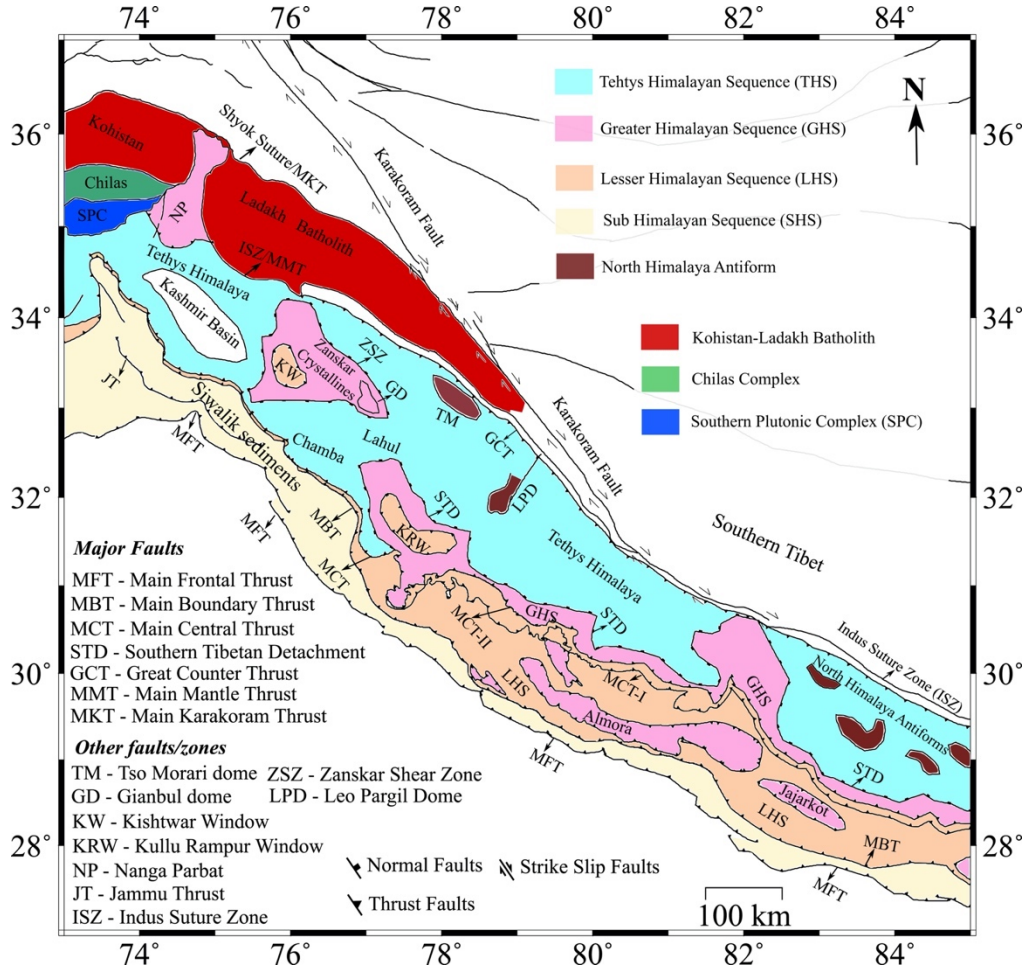 74° 76° 78° 80° 82° 84°
N
36°
36°
34°
34°
32°
32°
30°
30°
28°
28°
Tehtys Himalayan Sequence (THS)
Greater Himalayan Sequence (GHS)
Lesser Himalayan Sequence (LHS)
Sub Himalayan Sequence (SHS)
North Himalaya Antiform
Kohistan-Ladakh Batholith
Chilas Complex
Southern Plutonic Complex (SPC)
Kohistan
Chilas
SPC
NP
Shyok Suture/MKT
Karakoram Fault
Ladakh Batholith
ISZ/MMT
Tethys Himalaya
Kashmir Basin
KW
Zanskar
Crystallines
ZSZ
GD
TM
GCT
Karakoram Fault
JT
MFT
Siwalik sediments
Chamba
Lahul
LPD
STD
KRW
MBT
MFT
MCT
Southern Tibet
Tethys Himalaya
GHS
STD
MCT-II
MCT-I
LHS
Almora
GHS
Indus Suture Zone (ISZ)
North Himalaya Antiforms
STD
MFT
Jajarkot
LHS
MBT
MFT
Major Faults
MFT - Main Frontal Thrust
MBT - Main Boundary Thrust
MCT - Main Central Thrust
STD - Southern Tibetan Detachment
GCT - Great Counter Thrust
MMT - Main Mantle Thrust
MKT - Main Karakoram Thrust
Other faults/zones
TM - Tso Morari dome ZSZ - Zanskar Shear Zone
GD - Gianbul dome LPD - Leo Pargil Dome
KW - Kishtwar Window
KRW - Kullu Rampur Window
NP - Nanga Parbat
JT - Jammu Thrust
ISZ - Indus Suture Zone
Normal Faults
Strike Slip Faults
Thrust Faults
100 km
74° 76° 78° 80° 82° 84°